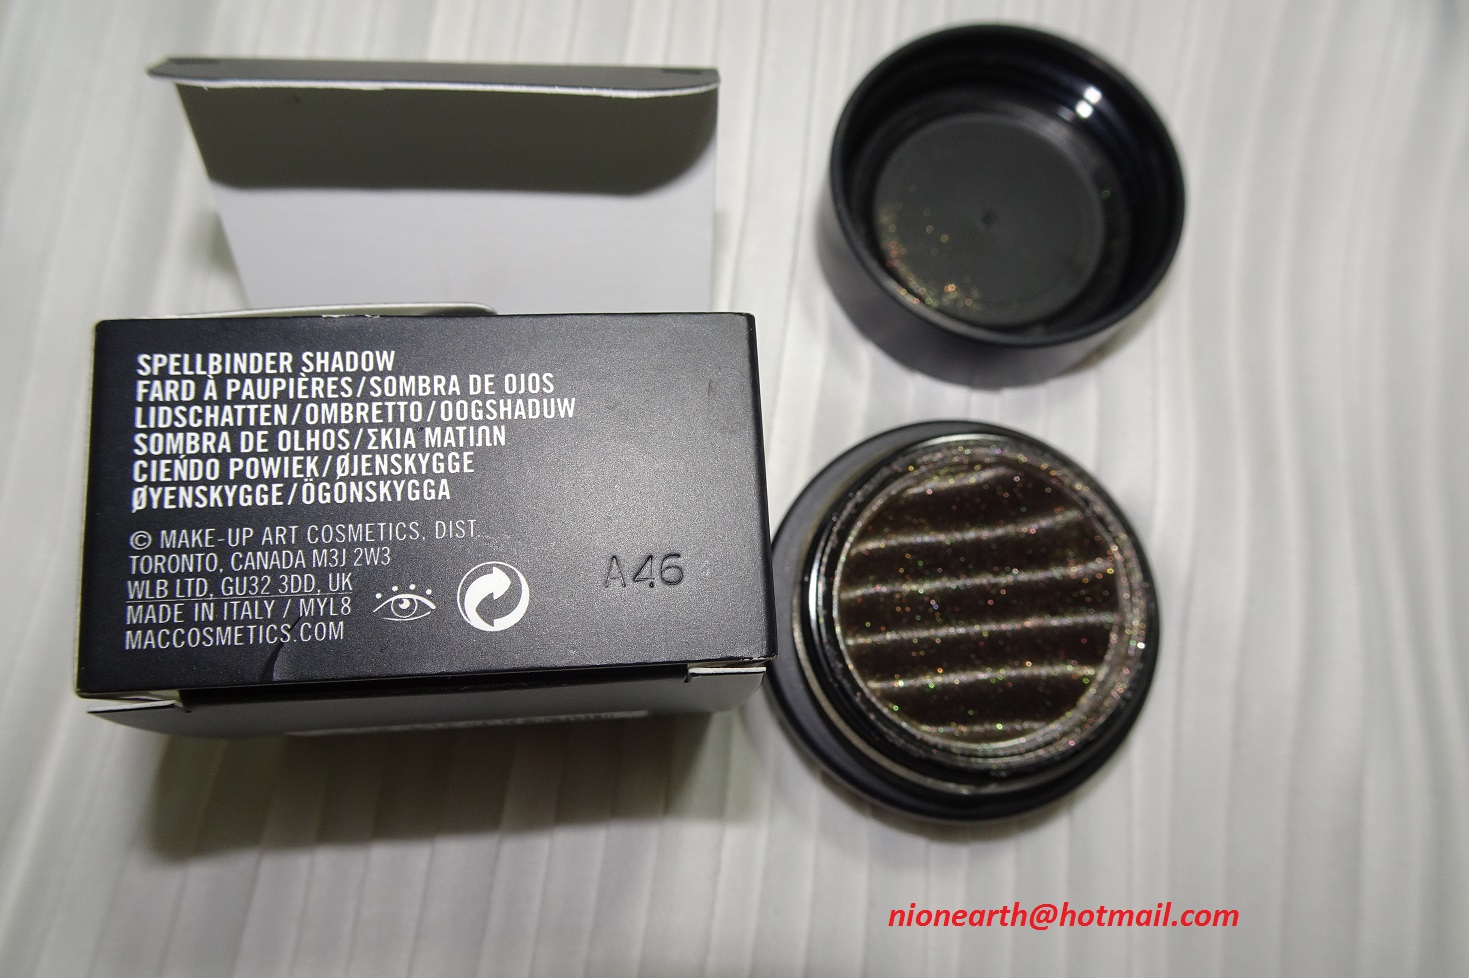 SPELLBINDER SHADOW
FARD À PAUPIÈRES/SOMBRA DE OJOS
LIDSCHATTEN/OMBRETTO/OOGSHADUW
SOMBRA DE OLHOS/ΣΚΙΑ ΜΑΤΙΩΝ
CIEŃDO POWIEK/ØJENSKYGGE
ØYENSKYGGE/ÖGONSKYGGA
© MAKE-UP ART COSMETICS, DIST.
TORONTO, CANADA M3J 2W3
WLB LTD, GU32 3DD, UK
MADE IN ITALY / MYL8
MACCOSMETICS.COM
A46
nionearth@hotmail.com